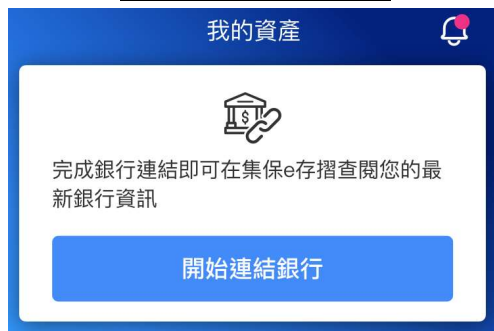 我的資產
完成銀行連結即可在集保e存摺查閱您的最
新銀行資訊
開始連結銀行